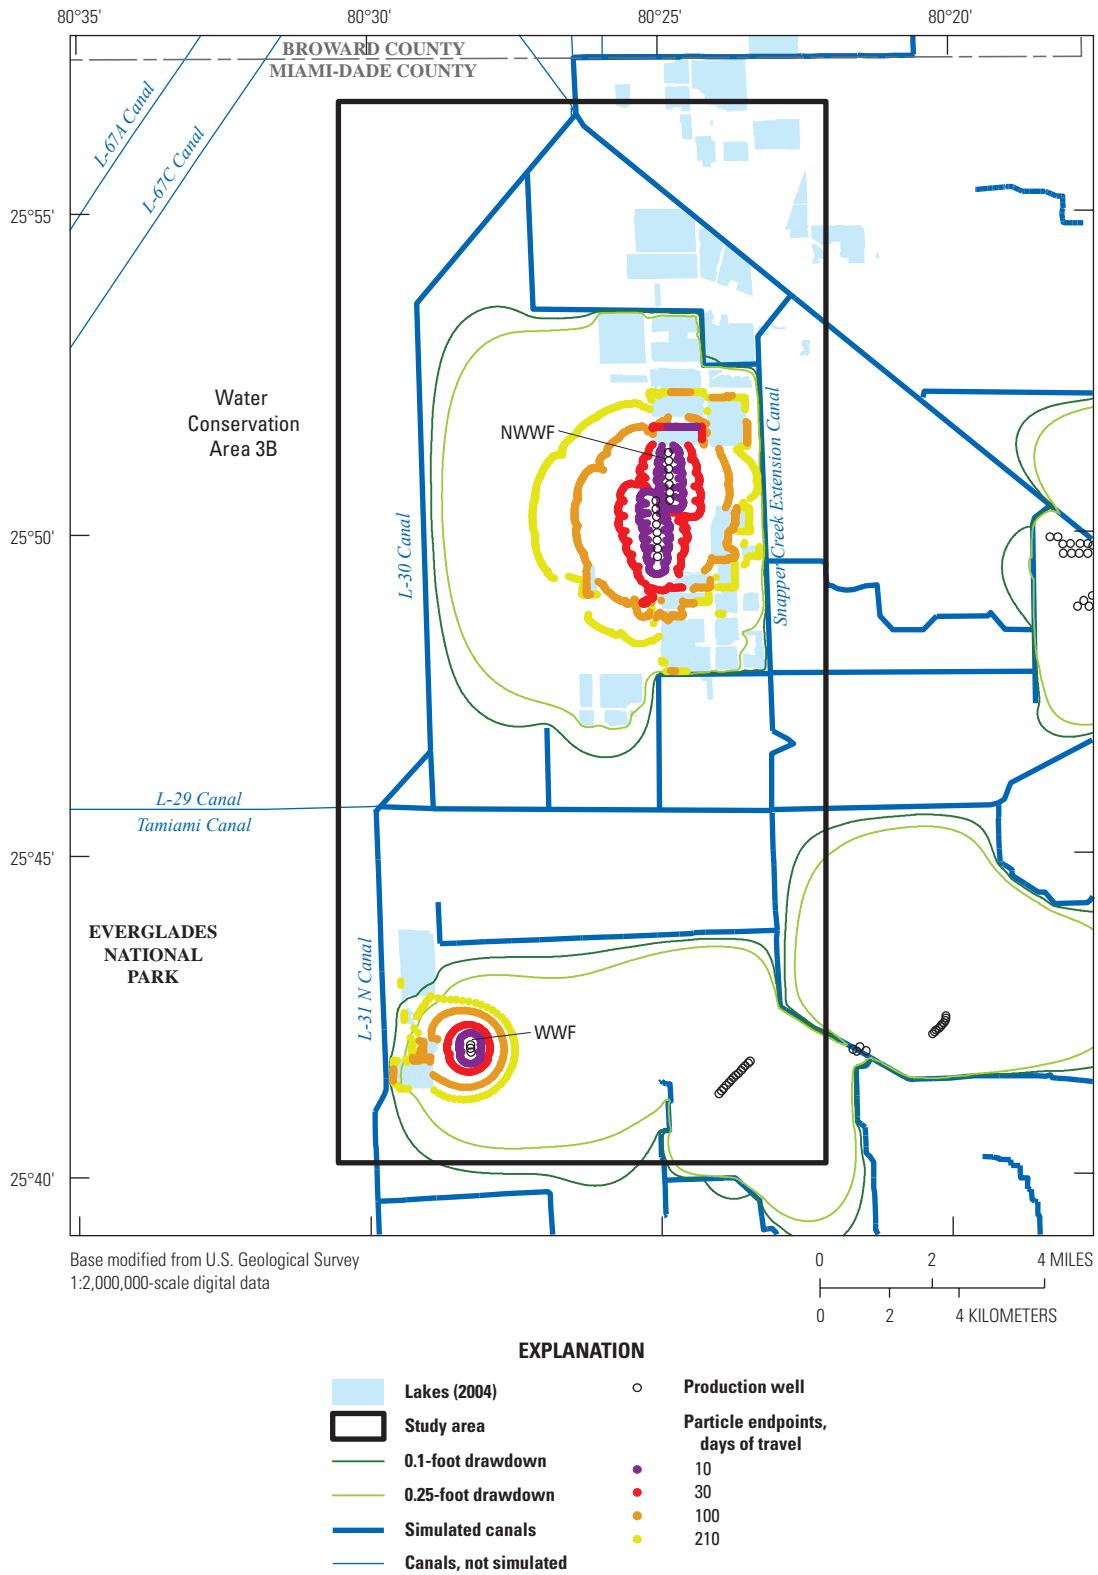 80°35'
80°30'
80°25'
80°20'
BROWARD COUNTY
MIAMI-DADE COUNTY
L-67A Canal
L-67C Canal
25°55'
Water
Conservation
Area 3B
NWWF
Snapper Creek Extension Canal
25°50'
L-30 Canal
L-29 Canal
Tamiami Canal
25°45'
EVERGLADES
NATIONAL
PARK
L-31 N Canal
WWF
25°40'
Base modified from U.S. Geological Survey
1:2,000,000-scale digital data
0 2 4 MILES
0 2 4 KILOMETERS
EXPLANATION
Lakes (2004)
Study area
0.1-foot drawdown
0.25-foot drawdown
Simulated canals
Canals, not simulated
Production well
Particle endpoints,
days of travel
10
30
100
210